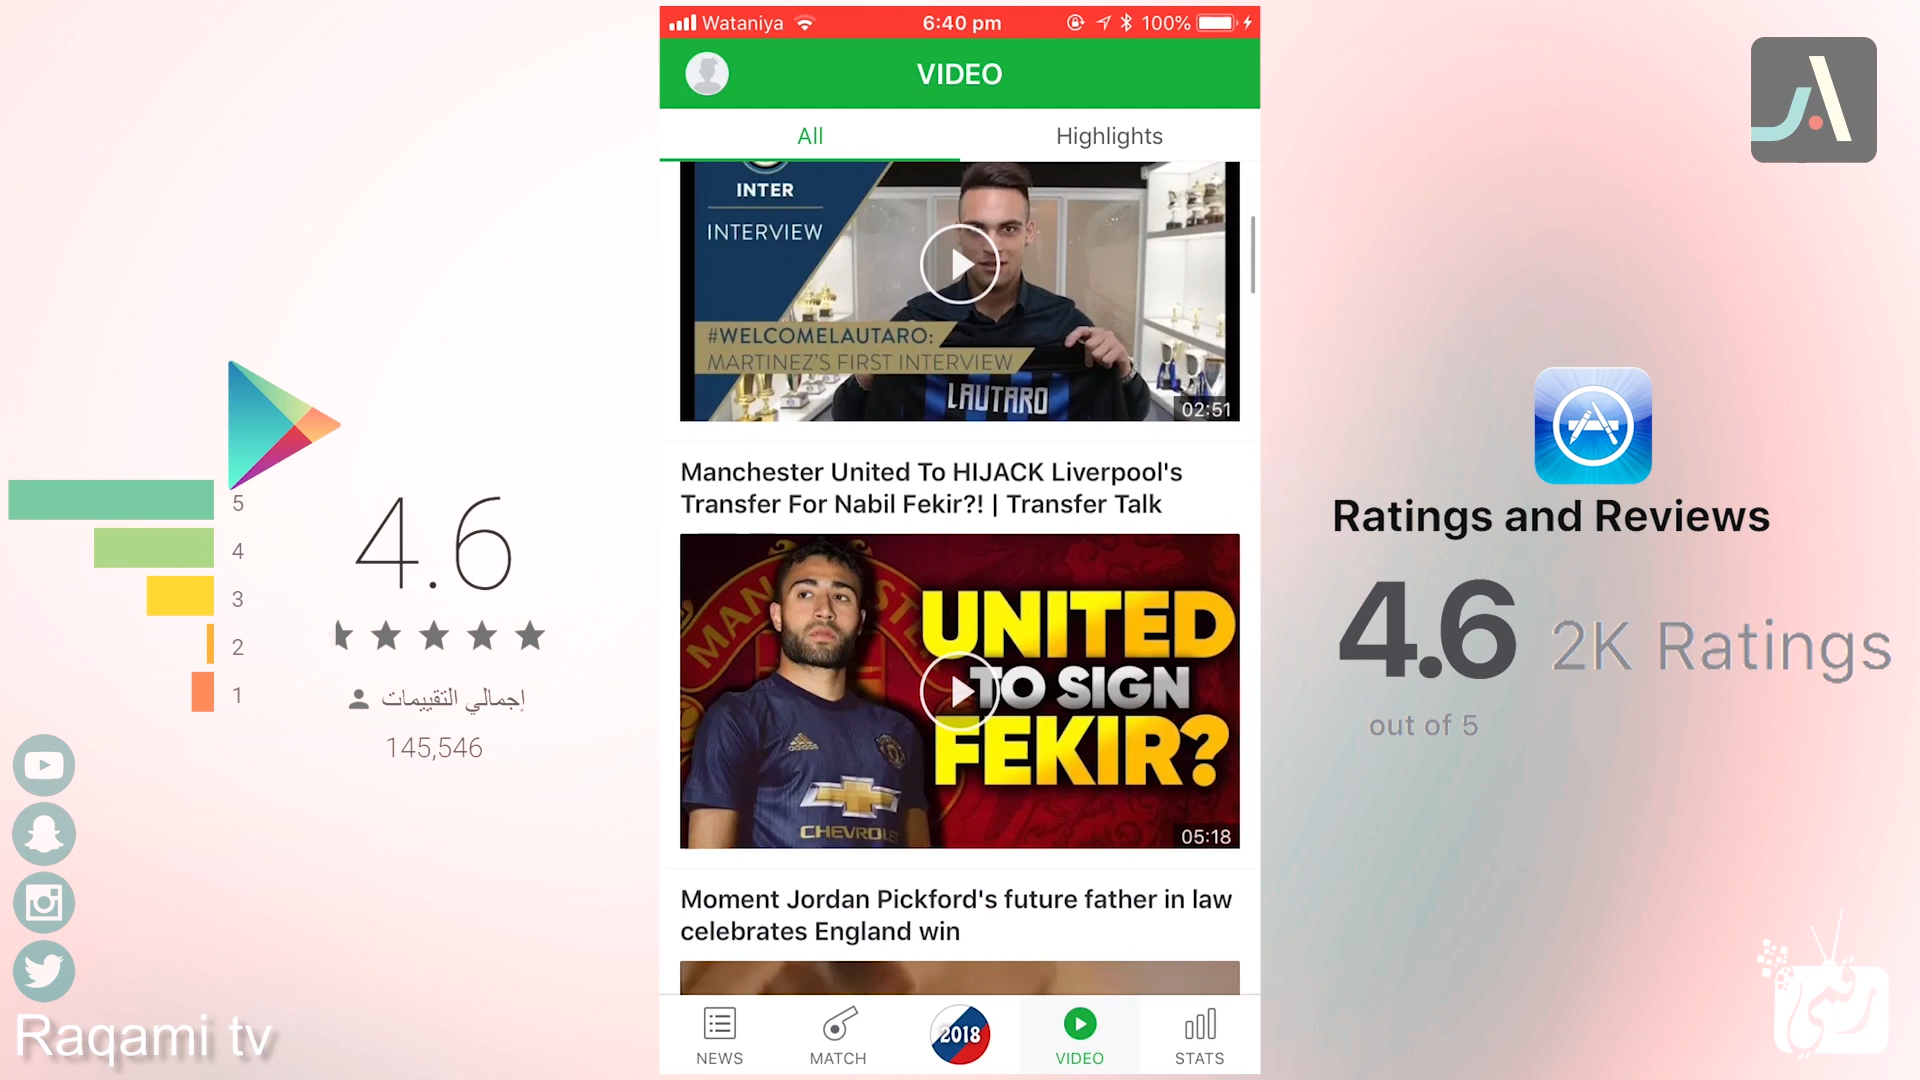 Wataniya
6:40 pm
100%
VIDEO
All
Highlights
INTER
INTERVIEW
#WELCOMELAUTARO:
MARTINEZ'S FIRST INTERVIEW
LAUTARO
02:51
Manchester United To HIJACK Liverpool's
Transfer For Nabil Fekir?! | Transfer Talk
UNITED
TO SIGN
FEKIR?
CHEVROLET
adidas
05:18
Moment Jordan Pickford's future father in law
celebrates England win
NEWS
MATCH
2018
VIDEO
STATS
5
4
3
2
1
4.6
إجمالي التقييمات
145,546
Raqami tv
Ratings and Reviews
4.6
2K Ratings
out of 5
رقمي